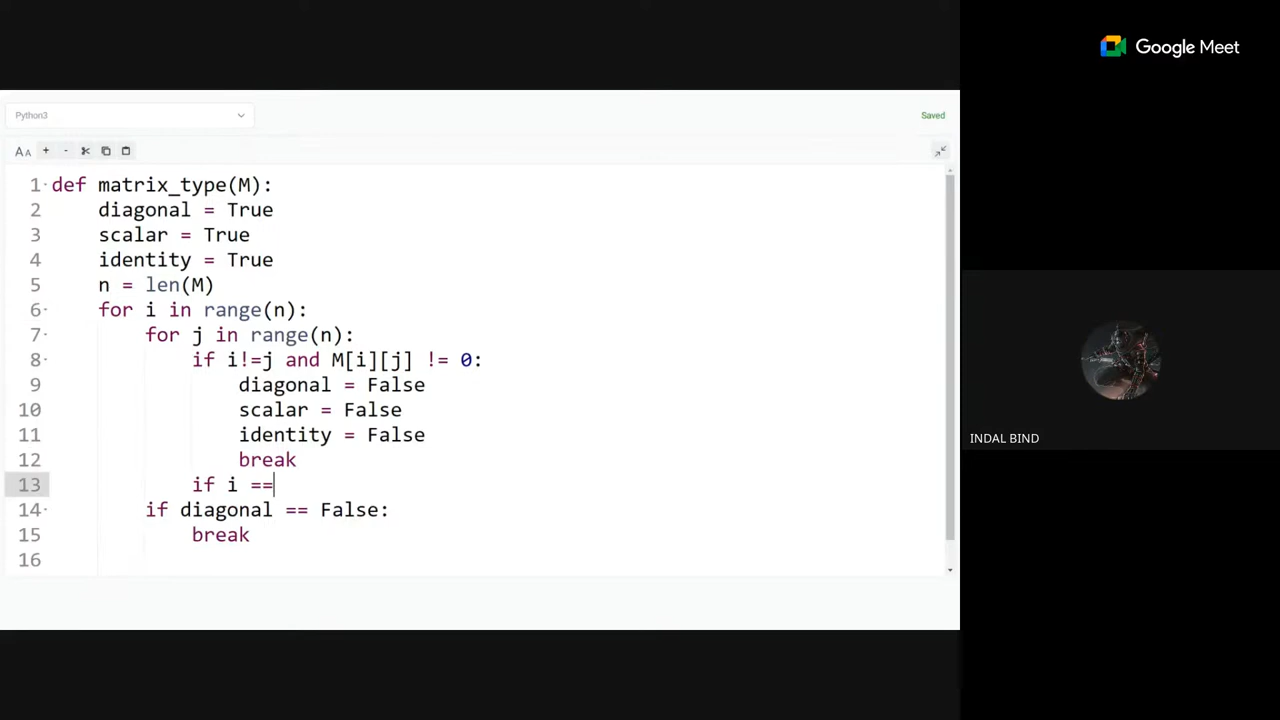 Google Meet
Python3
Saved
AA + -
1 def matrix_type(M):
2     diagonal = True
3     scalar = True
4     identity = True
5     n = len(M)
6     for i in range(n):
7         for j in range(n):
8             if i!=j and M[i][j] != 0:
9                 diagonal = False
10                 scalar = False
11                 identity = False
12                 break
13             if i ==
14         if diagonal == False:
15             break
16
INDAL BIND